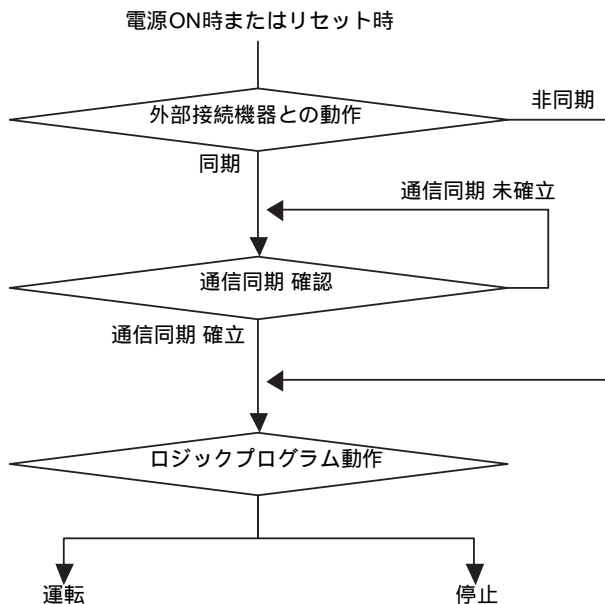 電源ON時またはリセット時
外部接続機器との動作
非同期
同期
通信同期 未確立
通信同期 確認
通信同期 確立
ロジックプログラム動作
運転
停止